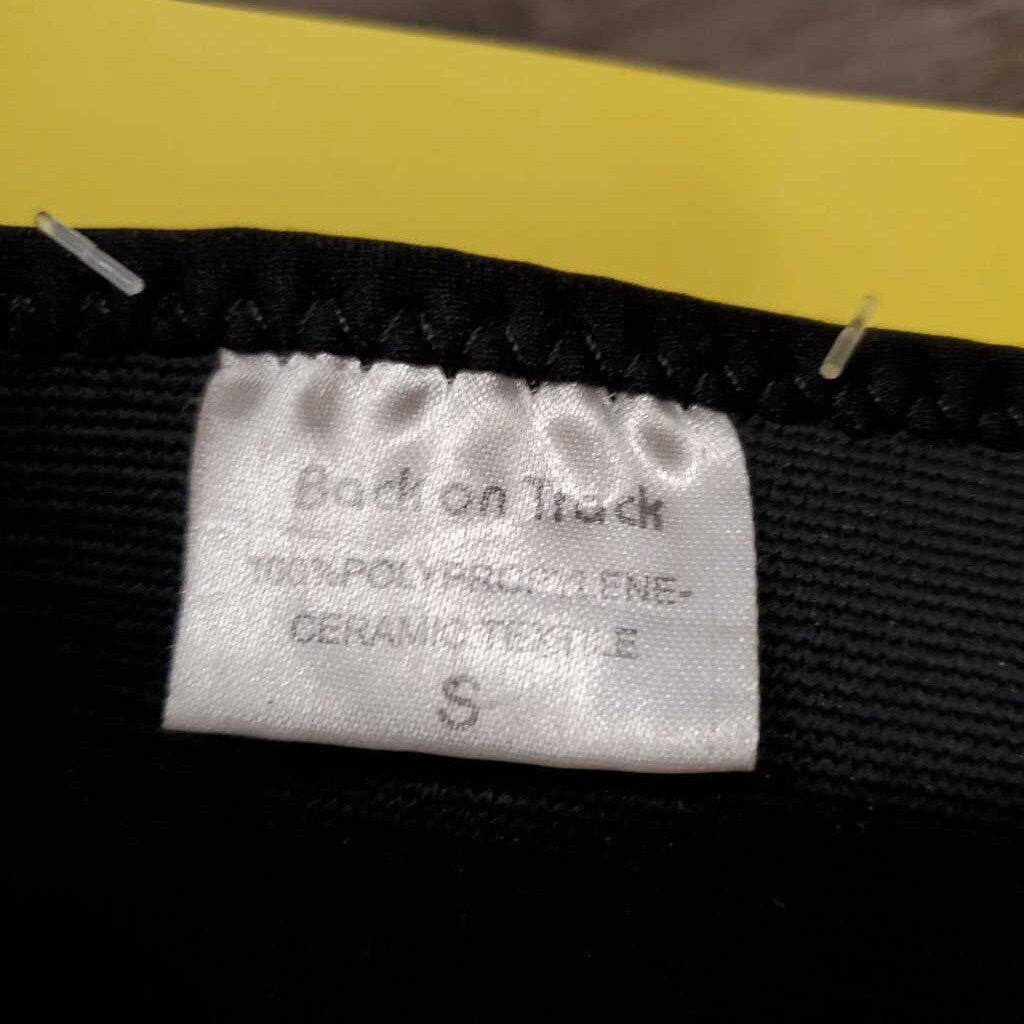 Back on Track
100%POLYPROPYLENE-
CERAMIC TEXTILE
S